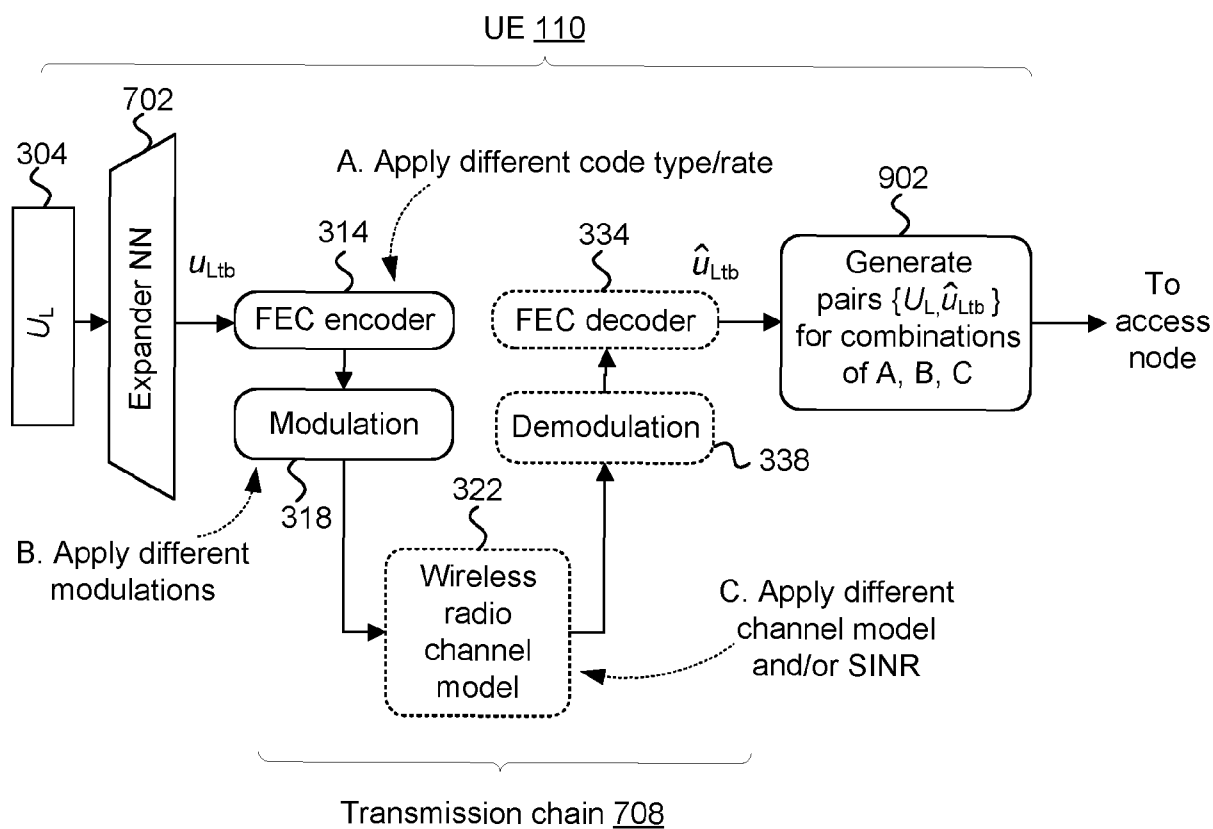 UE 110
702
304
A. Apply different code type/rate
902
314
334
U_L
Expander NN
u_Ltb
û_Ltb
FEC encoder
FEC decoder
Generate
pairs {U_L,û_Ltb}
for combinations
of A, B, C
To
access
node
Modulation
Demodulation
318
322
338
B. Apply different
modulations
Wireless
radio
channel
model
C. Apply different
channel model
and/or SINR
Transmission chain 708